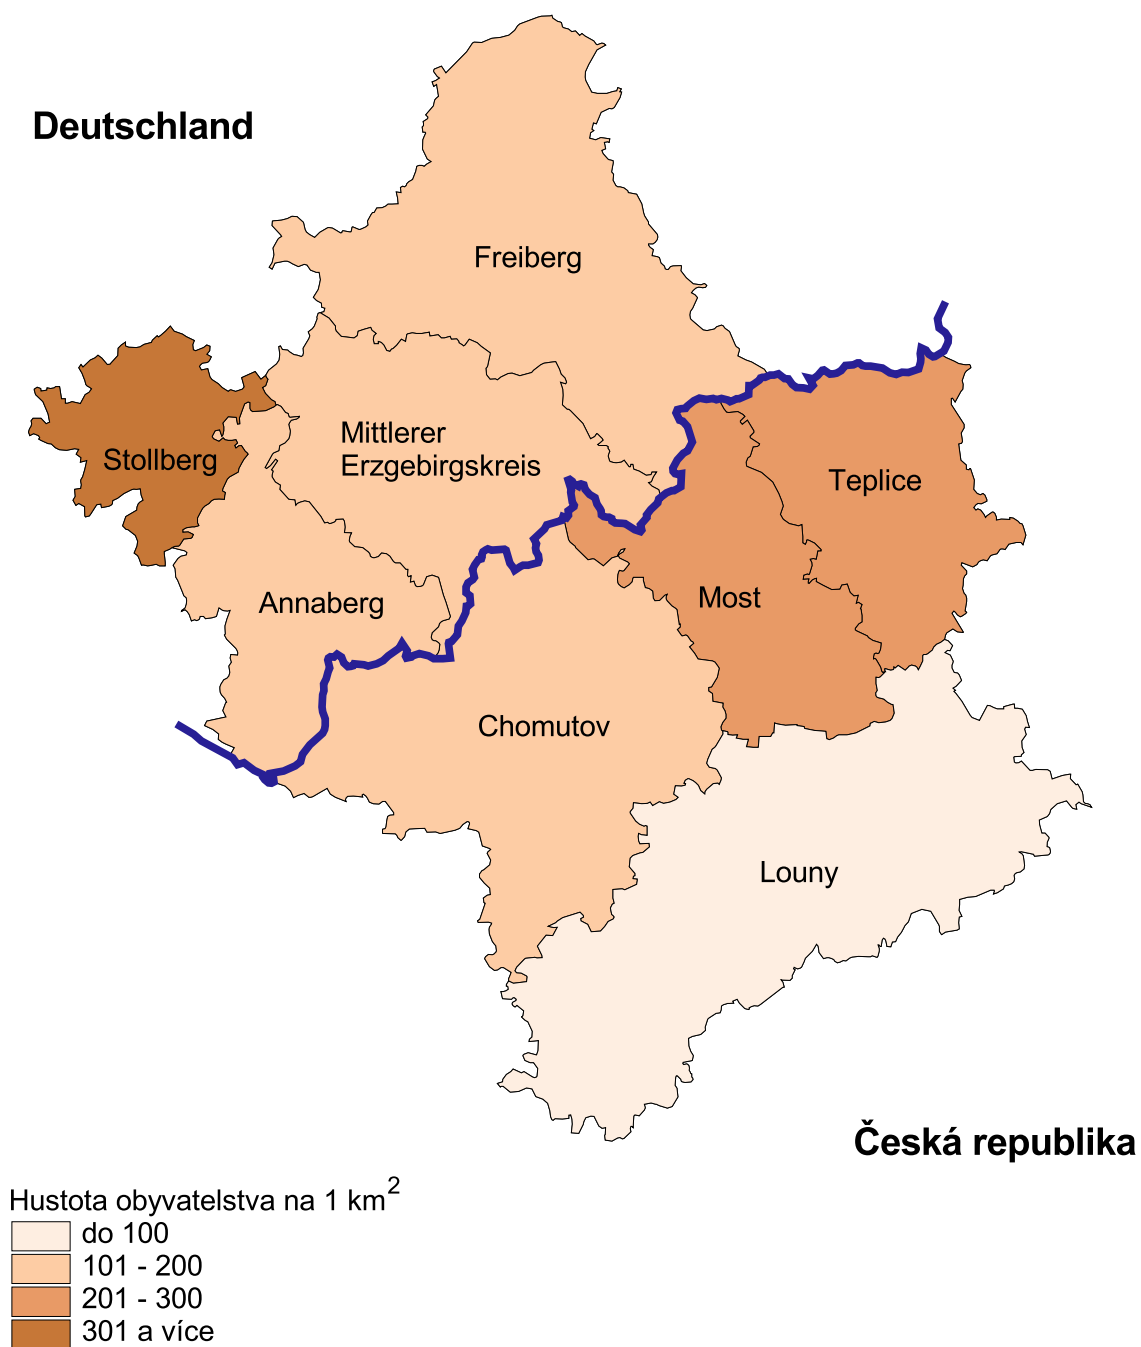 Deutschland
Freiberg
Mittlerer
Erzgebirgskreis
Stollberg
Teplice
Most
Annaberg
Chomutov
Louny
Česká republika
Hustota obyvatelstva na 1 km²
do 100
101 - 200
201 - 300
301 a více